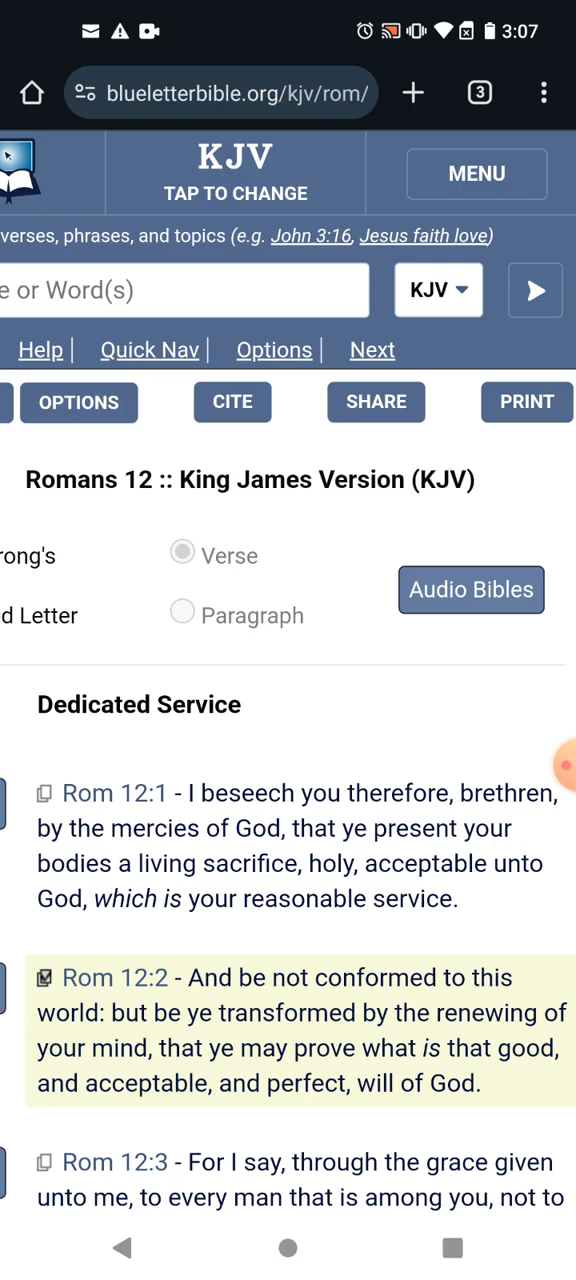 3:07
blueletterbible.org/kjv/rom/
3
KJV
TAP TO CHANGE
MENU
verses, phrases, and topics (e.g. John 3:16, Jesus faith love)
e or Word(s)
KJV
Help | Quick Nav | Options | Next
OPTIONS CITE SHARE PRINT
Romans 12 :: King James Version (KJV)
rong's Verse
Audio Bibles
d Letter Paragraph
Dedicated Service
Rom 12:1 - I beseech you therefore, brethren,
by the mercies of God, that ye present your
bodies a living sacrifice, holy, acceptable unto
God, which is your reasonable service.
Rom 12:2 - And be not conformed to this
world: but be ye transformed by the renewing of
your mind, that ye may prove what is that good,
and acceptable, and perfect, will of God.
Rom 12:3 - For I say, through the grace given
unto me, to every man that is among you, not to